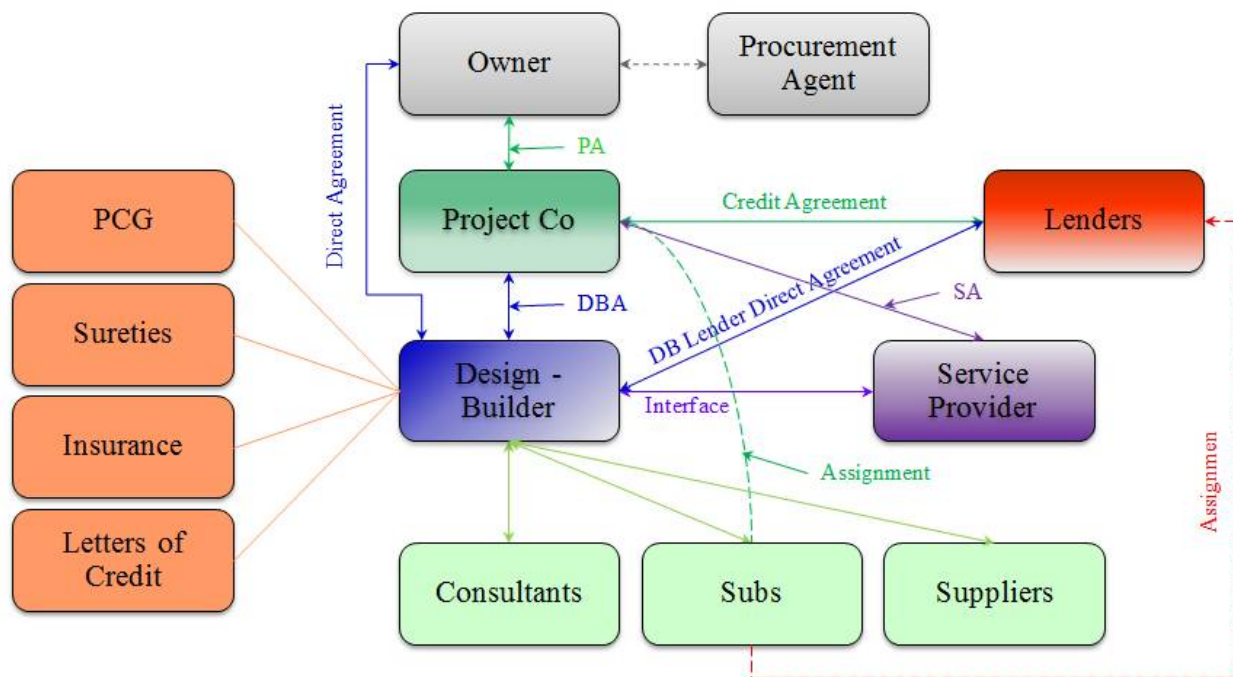 Owner
Procurement
Agent
Direct Agreement
PA
PCG
Project Co
Credit Agreement
Lenders
Sureties
DBA
DB Lender Direct Agreement
SA
Design -
Builder
Interface
Service
Provider
Insurance
Assignment
Assignmen
Letters of
Credit
Consultants
Subs
Suppliers